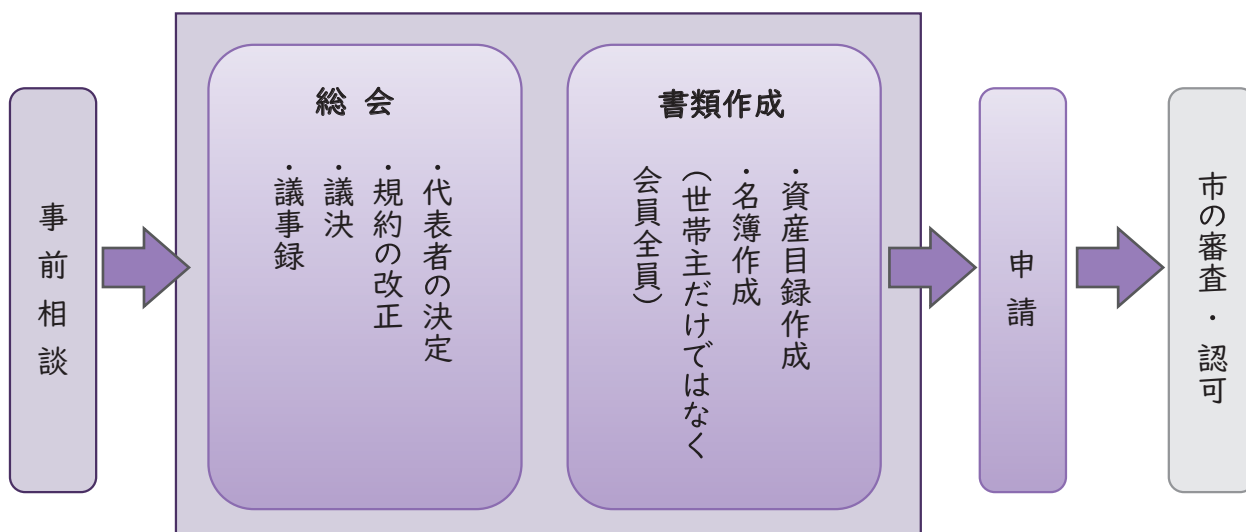 事前相談
総会
・代表者の決定
・規約の改正
・議決
・議事録
書類作成
・資産目録作成
・名簿作成
(世帯主だけではなく
会員全員)
申請
市の審査・認可